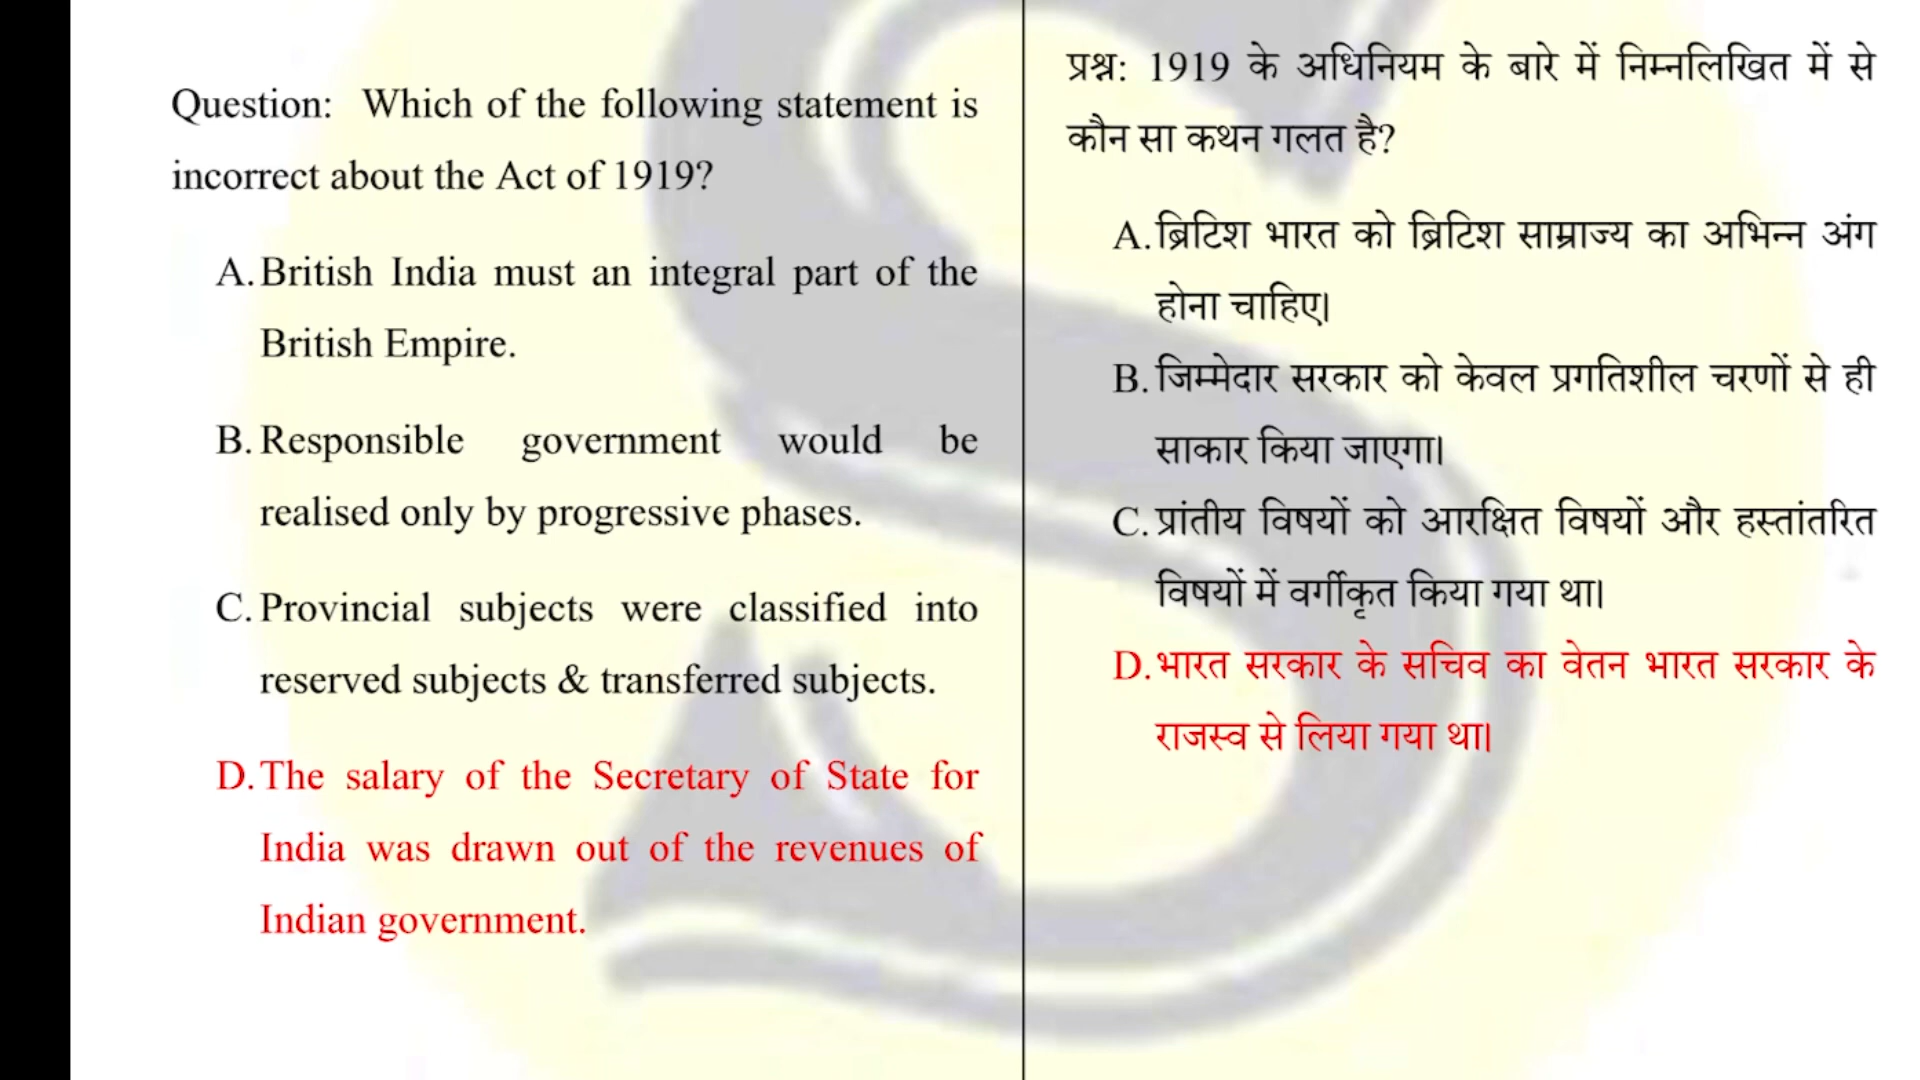 Question: Which of the following statement is
incorrect about the Act of 1919?
A. British India must an integral part of the
British Empire.
B. Responsible government would be
realised only by progressive phases.
C. Provincial subjects were classified into
reserved subjects & transferred subjects.
D. The salary of the Secretary of State for
India was drawn out of the revenues of
Indian government.
प्रश्न: 1919 के अधिनियम के बारे में निम्नलिखित में से
कौन सा कथन गलत है?
A. ब्रिटिश भारत को ब्रिटिश साम्राज्य का अभिन्न अंग
होना चाहिए।
B. जिम्मेदार सरकार को केवल प्रगतिशील चरणों से ही
साकार किया जाएगा।
C. प्रांतीय विषयों को आरक्षित विषयों और हस्तांतरित
विषयों में वर्गीकृत किया गया था।
D. भारत सरकार के सचिव का वेतन भारत सरकार के
राजस्व से लिया गया था।